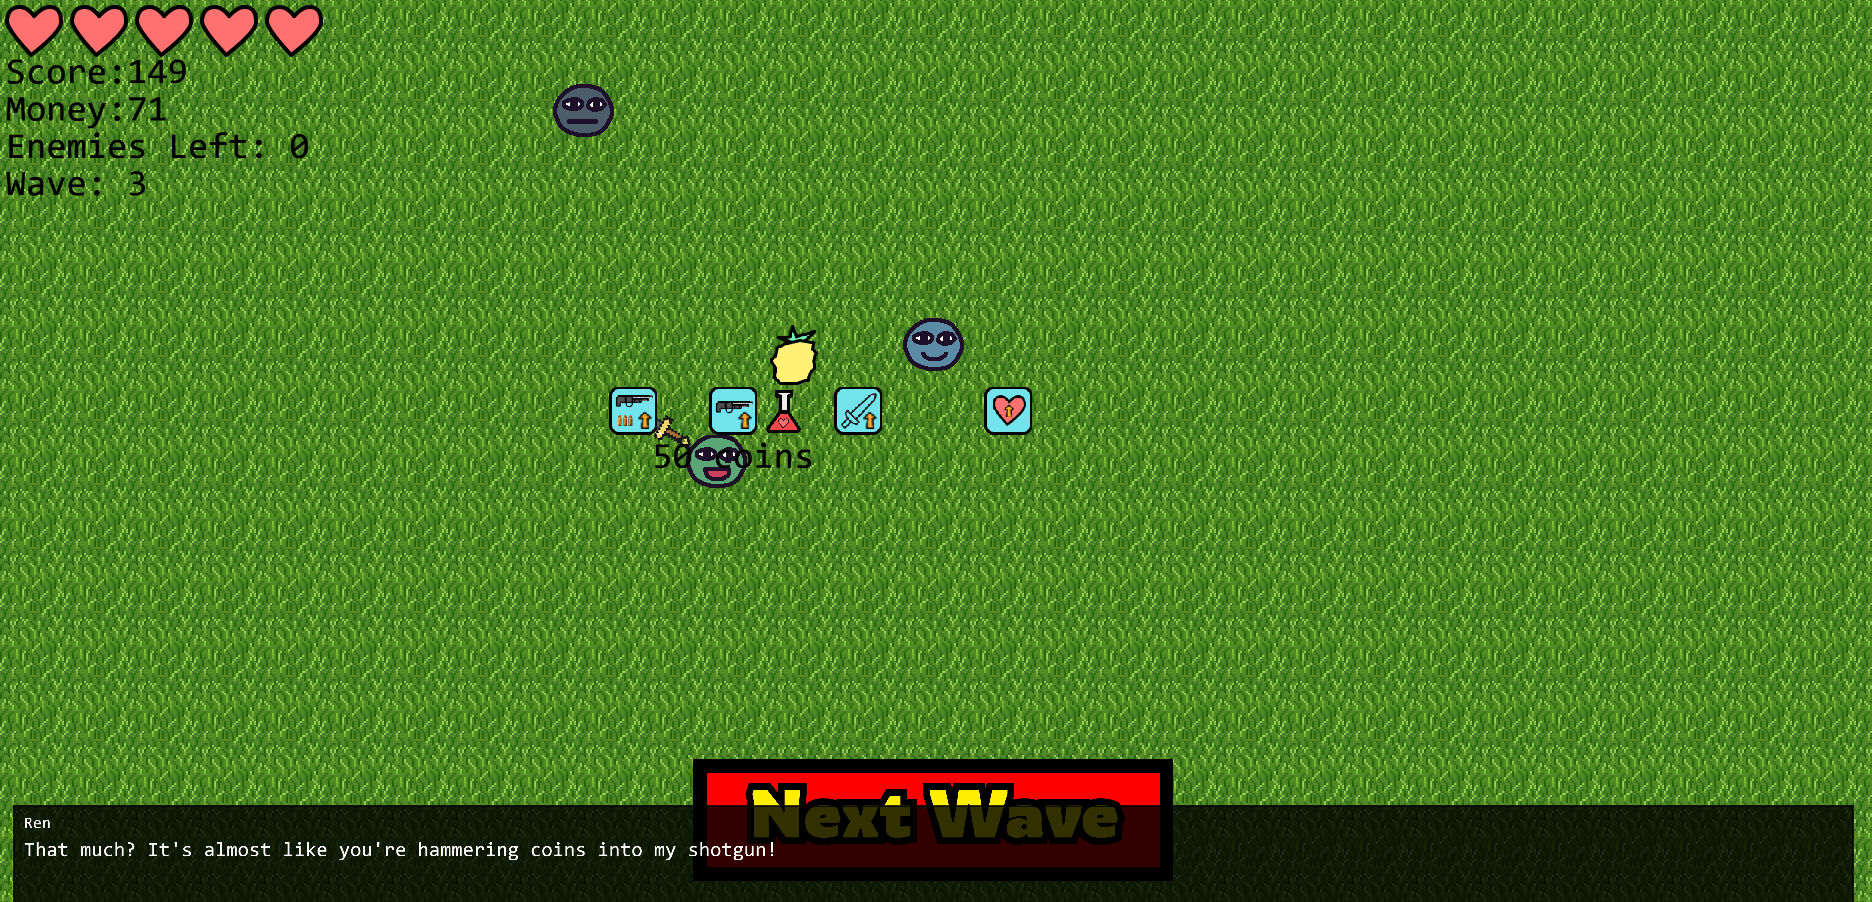 Score:149
Money:71
Enemies Left: 0
Wave: 3
50 coins
Next Wave
Ren
That much? It's almost like you're hammering coins into my shotgun!